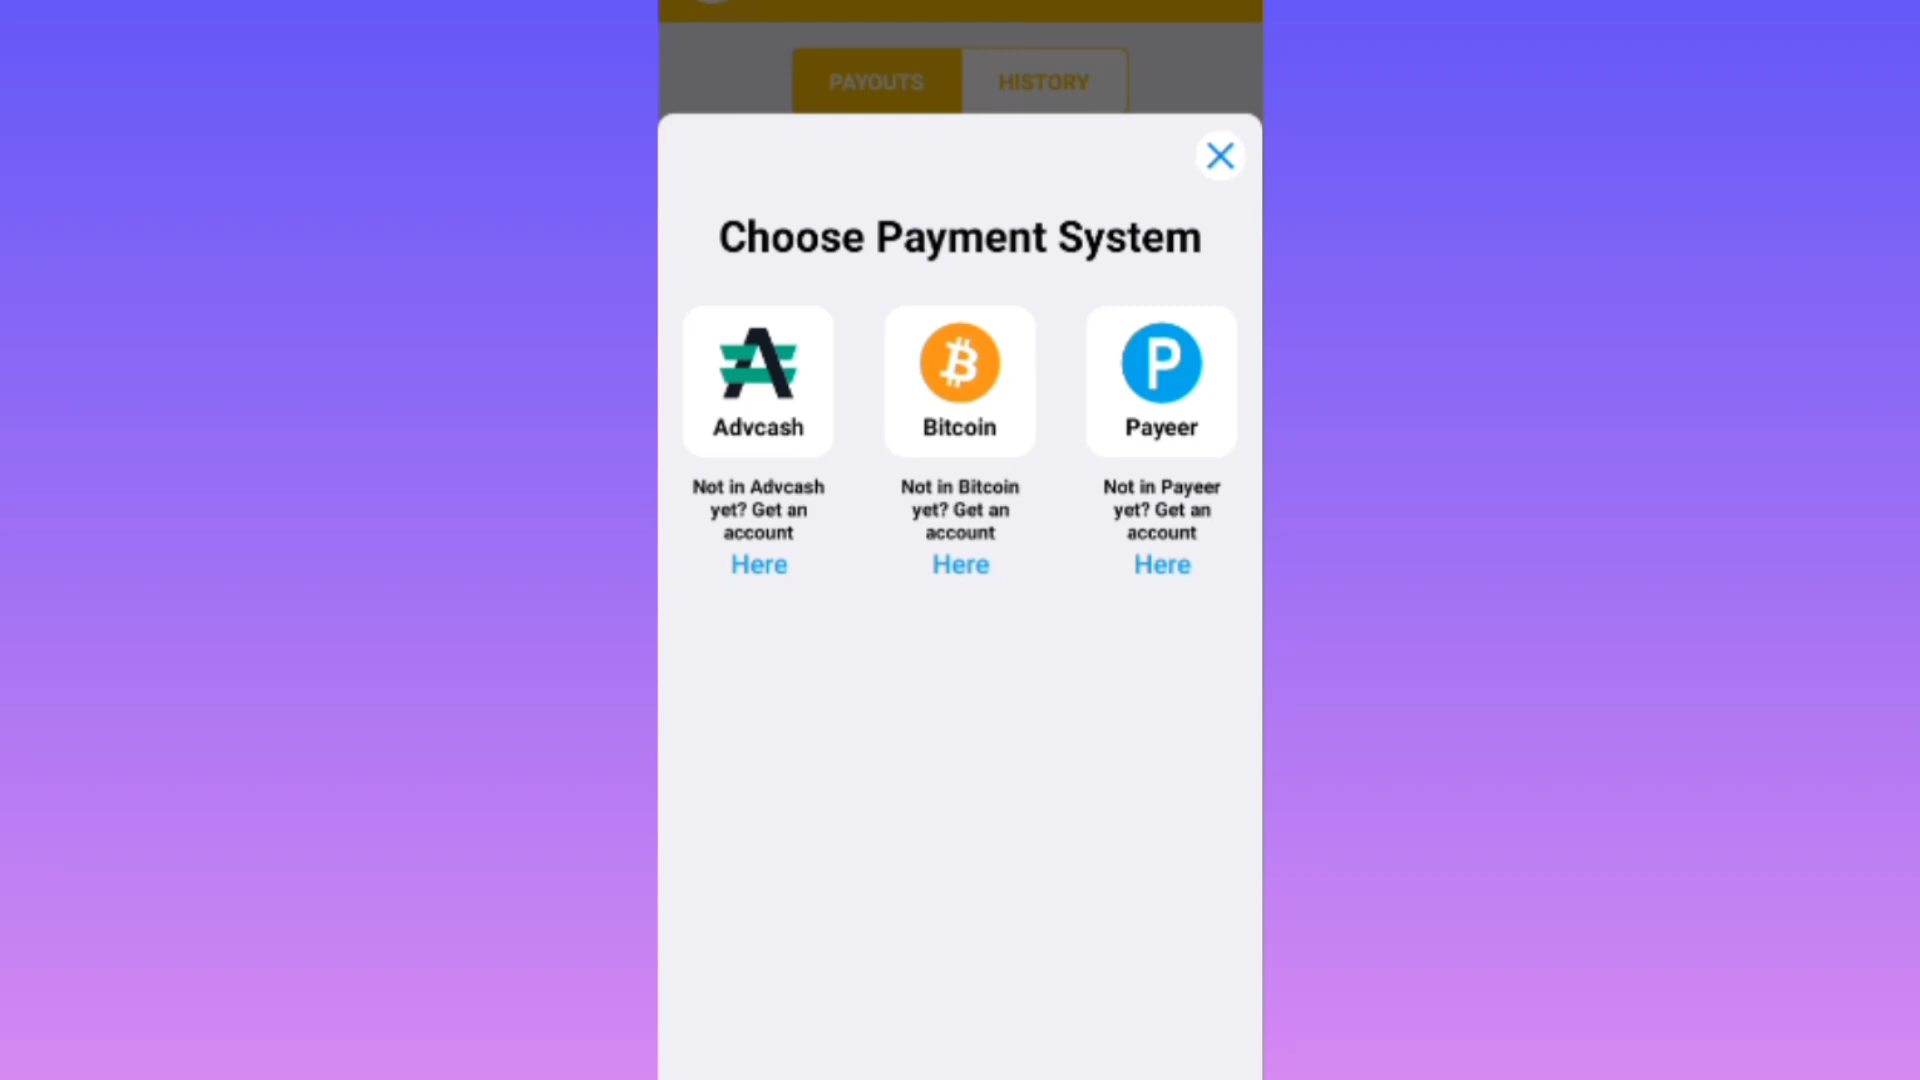 PAYOUTS HISTORY
Choose Payment System
Advcash Bitcoin Payeer
Not in Advcash
yet? Get an
account
Here
Not in Bitcoin
yet? Get an
account
Here
Not in Payeer
yet? Get an
account
Here